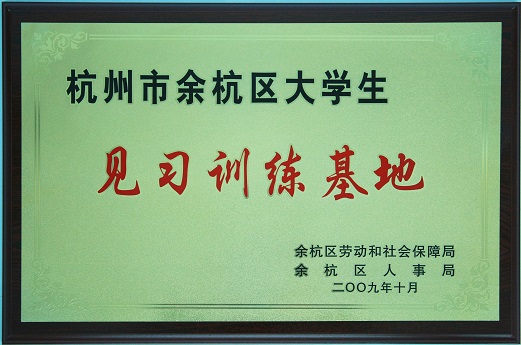 杭州市余杭区大学生
见习训练基地
余杭区劳动和社会保障局
余杭区人事局
二〇〇九年十月